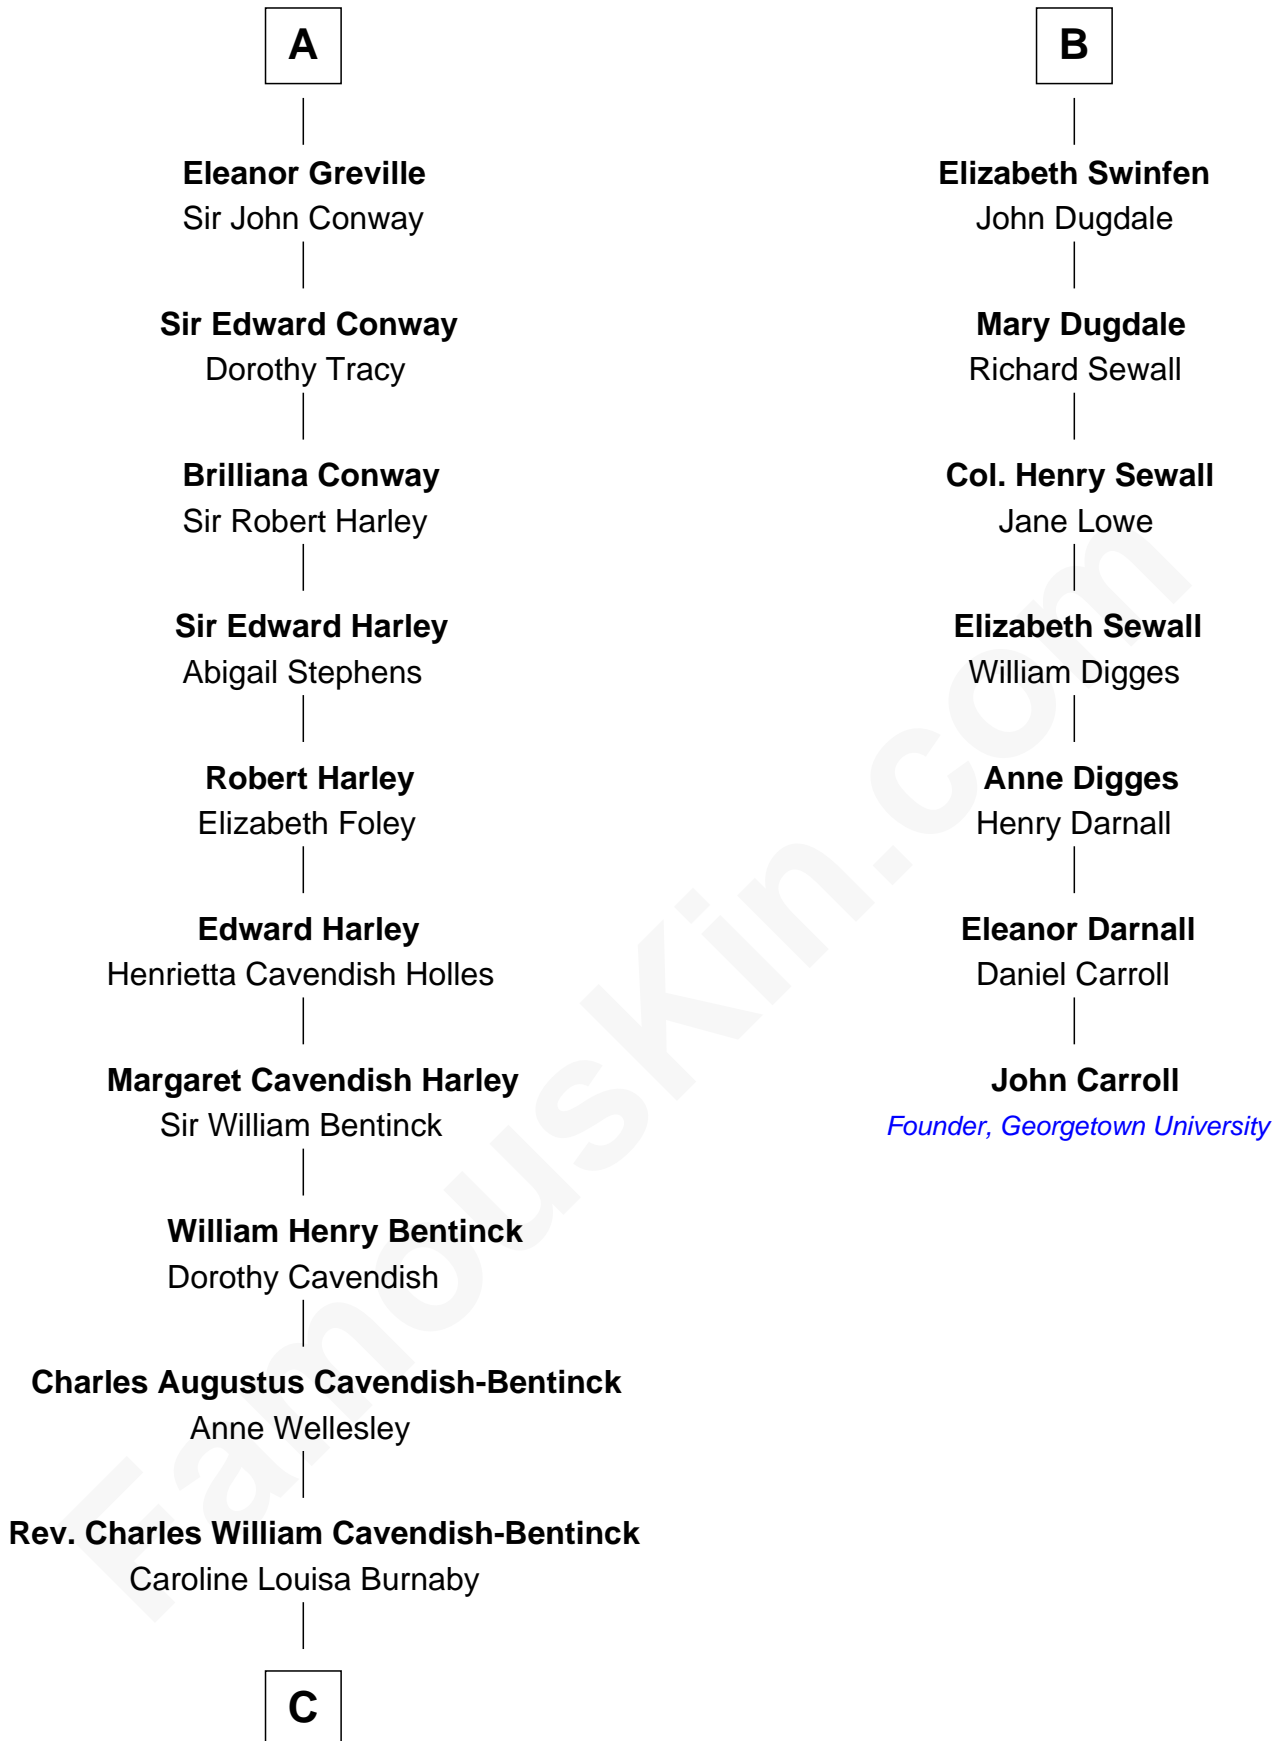 A
Eleanor Greville
Sir John Conway
Sir Edward Conway
Dorothy Tracy
Brilliana Conway
Sir Robert Harley
Sir Edward Harley
Abigail Stephens
Robert Harley
Elizabeth Foley
Edward Harley
Henrietta Cavendish Holles
Margaret Cavendish Harley
Sir William Bentinck
William Henry Bentinck
Dorothy Cavendish
Charles Augustus Cavendish-Bentinck
Anne Wellesley
Rev. Charles William Cavendish-Bentinck
Caroline Louisa Burnaby
C
B
Elizabeth Swinfen
John Dugdale
Mary Dugdale
Richard Sewall
Col. Henry Sewall
Jane Lowe
Elizabeth Sewall
William Digges
Anne Digges
Henry Darnall
Eleanor Darnall
Daniel Carroll
John Carroll
Founder, Georgetown University
FamousKin.com